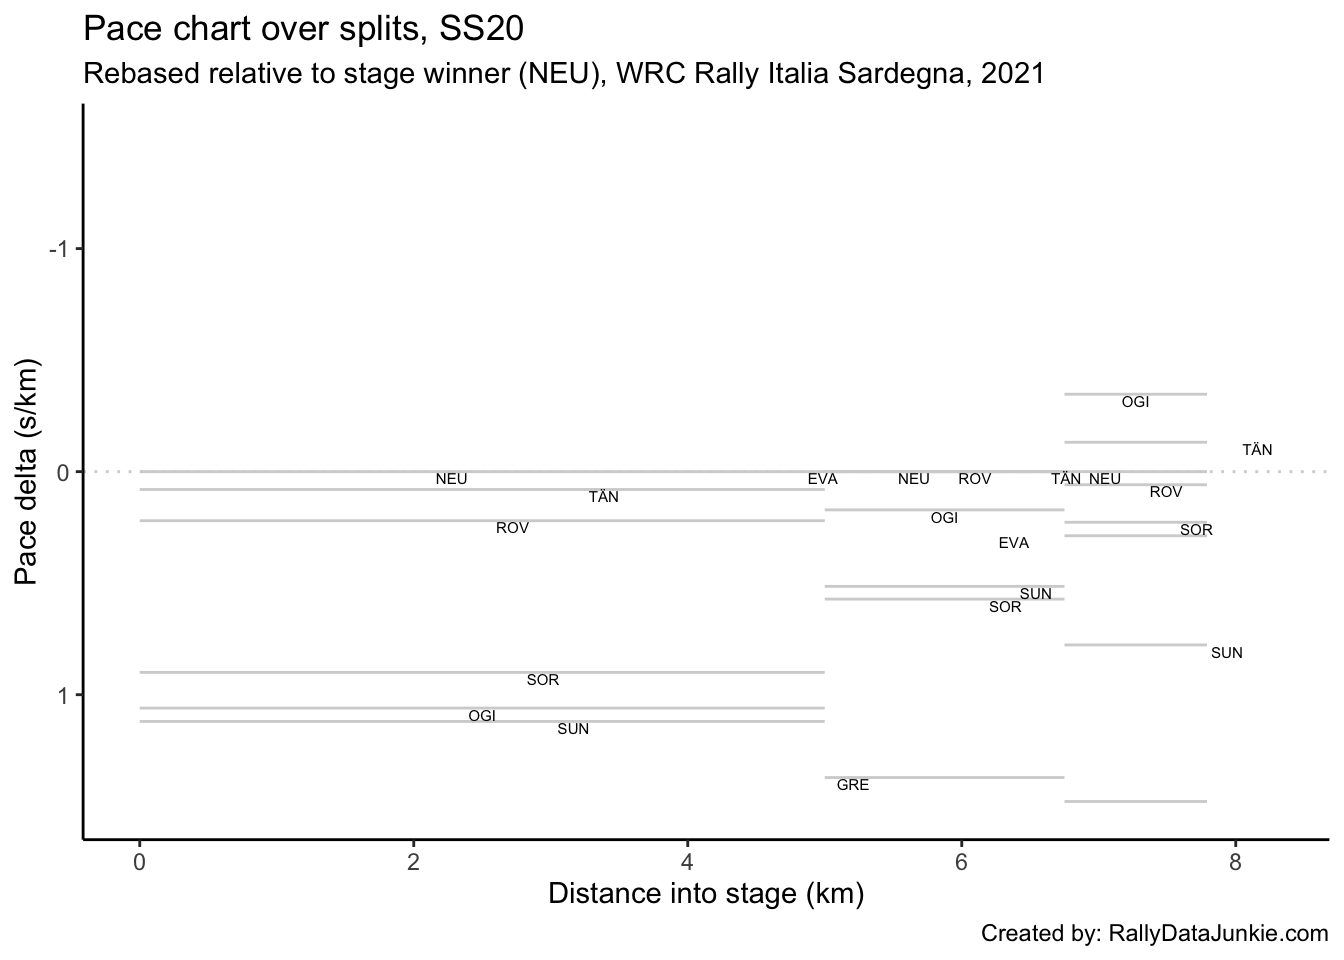 Pace chart over splits, SS20
Rebased relative to stage winner (NEU), WRC Rally Italia Sardegna, 2021
Pace delta (s/km)
-1
0
1
OGI
TÄN
NEU EVA NEU ROV TÄN NEU
TÄN ROV
ROV OGI SOR
EVA
SUN
SOR
SUN
SOR
OGI
SUN
GRE
0 2 4 6 8
Distance into stage (km)
Created by: RallyDataJunkie.com